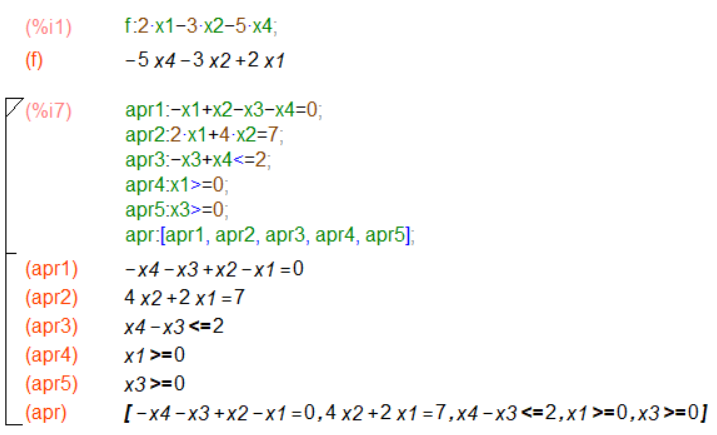 (%i1) f:2·x1−3·x2−5·x4;
(f) −5 x4−3 x2+2 x1
(%i7) apr1:−x1+x2−x3−x4=0;
apr2:2·x1+4·x2=7;
apr3:−x3+x4<=2;
apr4:x1>=0;
apr5:x3>=0;
apr:[apr1, apr2, apr3, apr4, apr5];
(apr1) −x4−x3+x2−x1=0
(apr2) 4 x2+2 x1=7
(apr3) x4−x3<=2
(apr4) x1>=0
(apr5) x3>=0
(apr) [−x4−x3+x2−x1=0,4 x2+2 x1=7,x4−x3<=2,x1>=0,x3>=0]